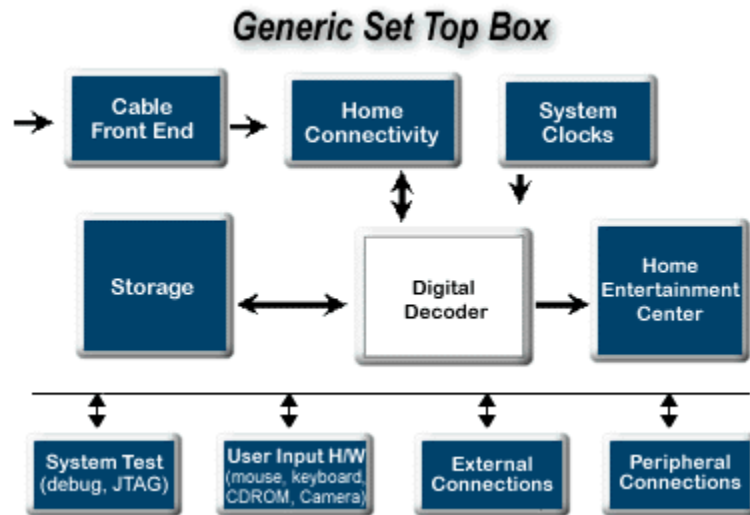 Generic Set Top Box
Cable
Front End
Home
Connectivity
System
Clocks
Storage
Digital
Decoder
Home
Entertainment
Center
System Test
(debug, JTAG)
User Input H/W
(mouse, keyboard,
CDROM, Camera)
External
Connections
Peripheral
Connections